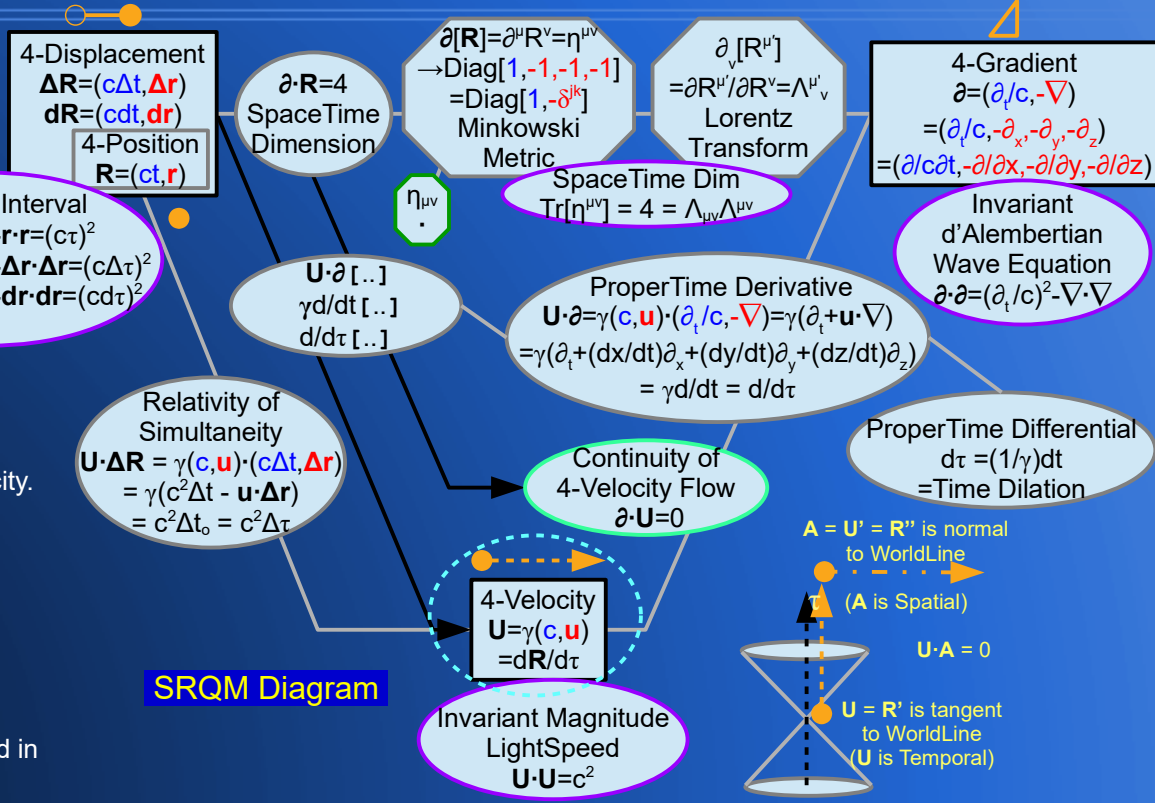 4-Displacement
ΔR=(cΔt,Δr)
dR=(cdt,dr)
4-Position
R=(ct,r)
∂·R=4
SpaceTime
Dimension
∂[R]=∂^μR^ν=η^μν
→Diag[1,-1,-1,-1]
=Diag[1,-δ^jk]
Minkowski
Metric
∂_ν[R^μ']
=∂R^μ'/∂R^ν=Λ^μ'_ν
Lorentz
Transform
4-Gradient
∂=(∂_t/c,-∇)
=(∂_t/c,-∂_x,-∂_y,-∂_z)
=(∂/c∂t,-∂/∂x,-∂/∂y,-∂/∂z)
Interval
r·r=(cτ)²
Δr·Δr=(cΔτ)²
dr·dr=(cdτ)²
η_μν
·
SpaceTime Dim
Tr[η^μν] = 4 = Λ_μνΛ^μν
Invariant
d'Alembertian
Wave Equation
∂·∂=(∂_t/c)²-∇·∇
U·∂[..]
γd/dt[..]
d/dτ[..]
ProperTime Derivative
U·∂=γ(c,u)·(∂_t/c,-∇)=γ(∂_t+u·∇)
=γ(∂_t+(dx/dt)∂_x+(dy/dt)∂_y+(dz/dt)∂_z)
= γd/dt = d/dτ
Relativity of
Simultaneity
U·ΔR = γ(c,u)·(cΔt,Δr)
= γ(c²Δt - u·Δr)
= c²Δt_o = c²Δτ
ProperTime Differential
dτ =(1/γ)dt
=Time Dilation
Continuity of
4-Velocity Flow
∂·U=0
city.
4-Velocity
U=γ(c,u)
=dR/dτ
Invariant Magnitude
LightSpeed
U·U=c²
SRQM Diagram
d in
A = U' = R'' is normal
to WorldLine
τ
(A is Spatial)
U·A = 0
U = R' is tangent
to WorldLine
(U is Temporal)